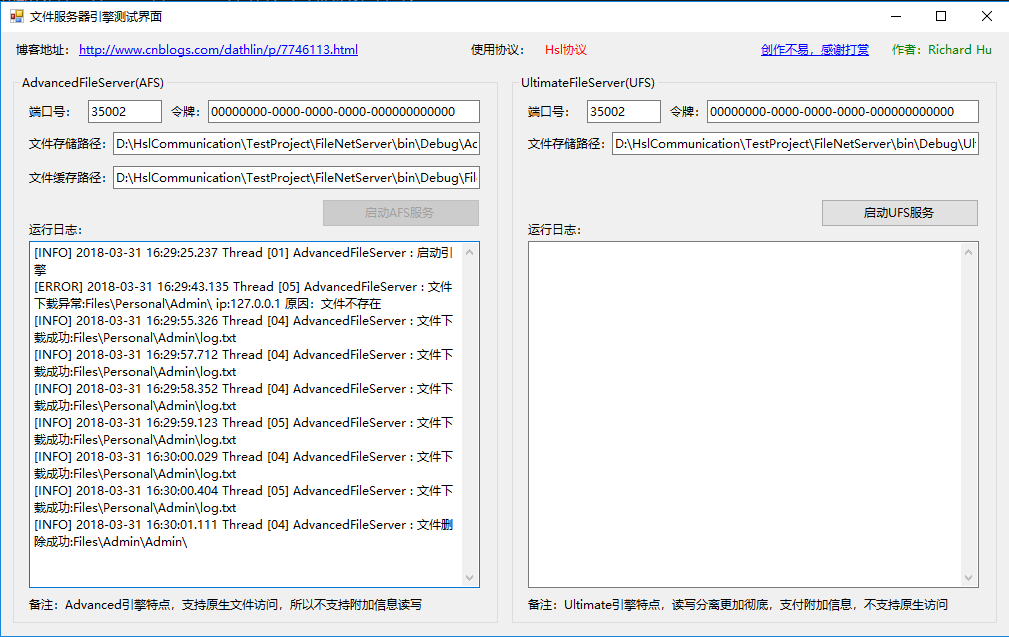 文件服务器引擎测试界面
博客地址： http://www.cnblogs.com/dathlin/p/7746113.html 使用协议： Hsl协议 创作不易，感谢打赏 作者：Richard Hu
AdvancedFileServer(AFS)
端口号： 35002 令牌： 00000000-0000-0000-0000-000000000000
文件存储路径： D:\HslCommunication\TestProject\FileNetServer\bin\Debug\Ad
文件缓存路径： D:\HslCommunication\TestProject\FileNetServer\bin\Debug\Fil
启动AFS服务
运行日志：
[INFO] 2018-03-31 16:29:25.237 Thread [01] AdvancedFileServer : 启动引
擎
[ERROR] 2018-03-31 16:29:43.135 Thread [05] AdvancedFileServer : 文件
下载异常:Files\Personal\Admin\ ip:127.0.0.1 原因：文件不存在
[INFO] 2018-03-31 16:29:55.326 Thread [04] AdvancedFileServer : 文件下
载成功:Files\Personal\Admin\log.txt
[INFO] 2018-03-31 16:29:57.712 Thread [04] AdvancedFileServer : 文件下
载成功:Files\Personal\Admin\log.txt
[INFO] 2018-03-31 16:29:58.352 Thread [04] AdvancedFileServer : 文件下
载成功:Files\Personal\Admin\log.txt
[INFO] 2018-03-31 16:29:59.123 Thread [05] AdvancedFileServer : 文件下
载成功:Files\Personal\Admin\log.txt
[INFO] 2018-03-31 16:30:00.029 Thread [04] AdvancedFileServer : 文件下
载成功:Files\Personal\Admin\log.txt
[INFO] 2018-03-31 16:30:00.404 Thread [05] AdvancedFileServer : 文件下
载成功:Files\Personal\Admin\log.txt
[INFO] 2018-03-31 16:30:01.111 Thread [04] AdvancedFileServer : 文件删
除成功:Files\Admin\Admin\
备注：Advanced引擎特点，支持原生文件访问，所以不支持附加信息读写
UltimateFileServer(UFS)
端口号： 35002 令牌： 00000000-0000-0000-0000-000000000000
文件存储路径： D:\HslCommunication\TestProject\FileNetServer\bin\Debug\Ul
启动UFS服务
运行日志：
备注：Ultimate引擎特点，读写分离更加彻底，支付附加信息，不支持原生访问